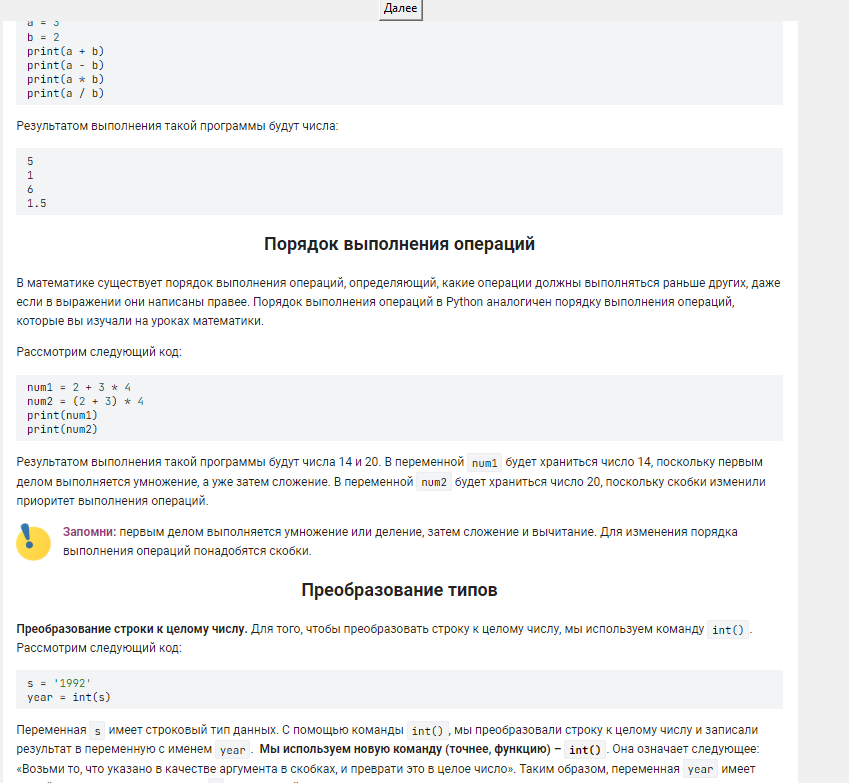 Далее
a = 3
b = 2
print(a + b)
print(a - b)
print(a * b)
print(a / b)
Результатом выполнения такой программы будут числа:
5
1
6
1.5
Порядок выполнения операций
В математике существует порядок выполнения операций, определяющий, какие операции должны выполняться раньше других, даже
если в выражении они написаны правее. Порядок выполнения операций в Python аналогичен порядку выполнения операций,
которые вы изучали на уроках математики.
Рассмотрим следующий код:
num1 = 2 + 3 * 4
num2 = (2 + 3) * 4
print(num1)
print(num2)
Результатом выполнения такой программы будут числа 14 и 20. В переменной num1 будет храниться число 14, поскольку первым
делом выполняется умножение, а уже затем сложение. В переменной num2 будет храниться число 20, поскольку скобки изменили
приоритет выполнения операций.
Запомни: первым делом выполняется умножение или деление, затем сложение и вычитание. Для изменения порядка
выполнения операций понадобятся скобки.
Преобразование типов
Преобразование строки к целому числу. Для того, чтобы преобразовать строку к целому числу, мы используем команду int() .
Рассмотрим следующий код:
s = '1992'
year = int(s)
Переменная s имеет строковый тип данных. С помощью команды int() , мы преобразовали строку к целому числу и записали
результат в переменную с именем year . Мы используем новую команду (точнее, функцию) – int() . Она означает следующее:
«Возьми то, что указано в качестве аргумента в скобках, и преврати это в целое число». Таким образом, переменная year имеет